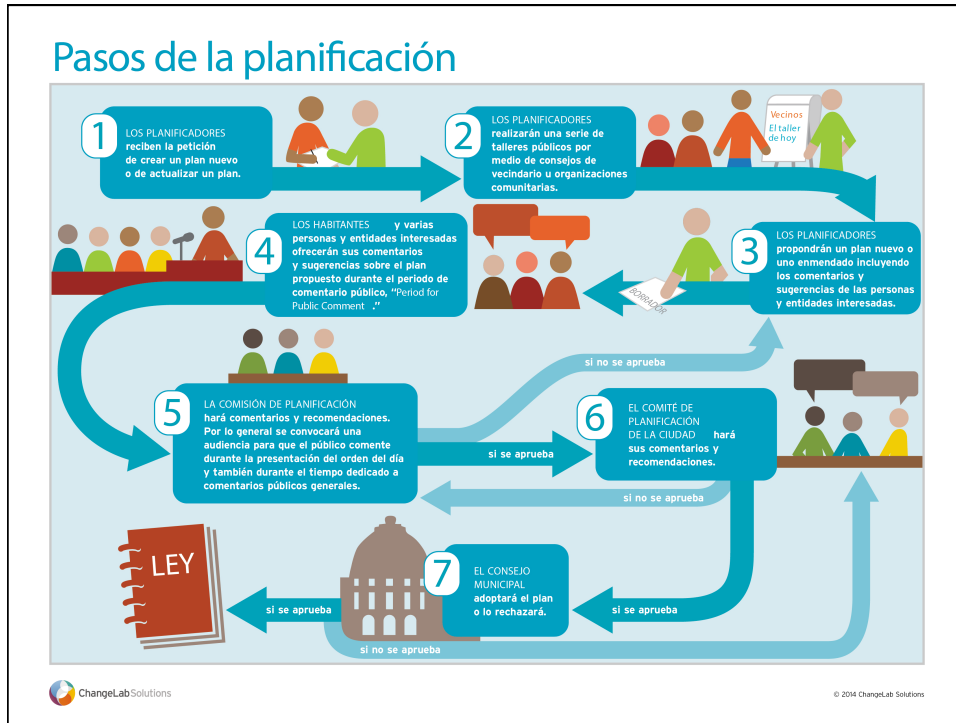 Pasos de la planificación
1
LOS PLANIFICADORES
reciben la petición
de crear un plan nuevo
o de actualizar un plan.
2
LOS PLANIFICADORES
realizarán una serie de
talleres públicos por
medio de consejos de
vecindario u organizaciones
comunitarias.
Vecinos
El taller
de hoy
3
LOS PLANIFICADORES
propondrán un plan nuevo o
uno enmendado incluyendo
los comentarios y
sugerencias de las personas
y entidades interesadas.
BORRADOR
4
LOS HABITANTES y varias
personas y entidades interesadas
ofrecerán sus comentarios
y sugerencias sobre el plan
propuesto durante el periodo de
comentario público, “Period for
Public Comment .”
5
LA COMISIÓN DE PLANIFICACIÓN
hará comentarios y recomendaciones.
Por lo general se convocará una
audiencia para que el público comente
durante la presentación del orden del día
y también durante el tiempo dedicado a
comentarios públicos generales.
si no se aprueba
si se aprueba
6
EL COMITÉ DE
PLANIFICACIÓN
DE LA CIUDAD hará
sus comentarios y
recomendaciones.
si no se aprueba
si se aprueba
7
EL CONSEJO
MUNICIPAL
adoptará el plan
o lo rechazará.
si se aprueba
si no se aprueba
LEY
ChangeLabSolutions
© 2014 ChangeLab Solutions